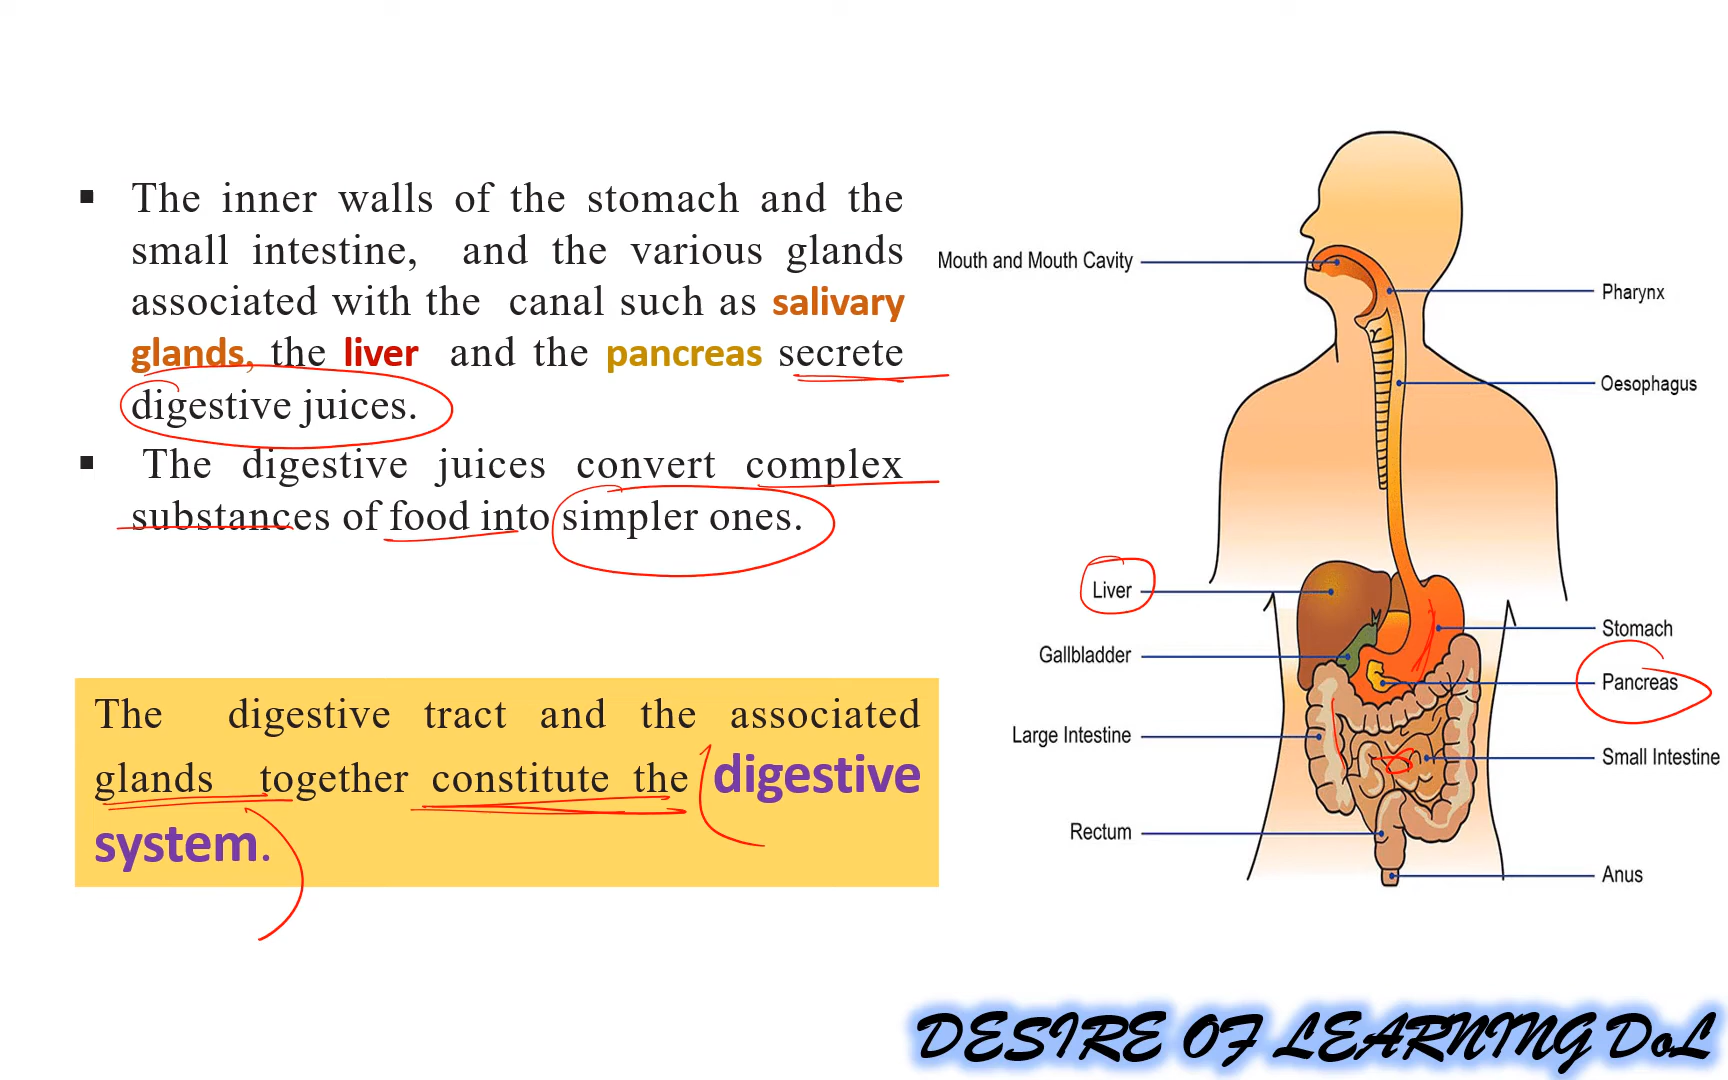 ▪ The inner walls of the stomach and the
small intestine, and the various glands
associated with the canal such as salivary
glands, the liver and the pancreas secrete
digestive juices.
▪ The digestive juices convert complex
substances of food into simpler ones.
The digestive tract and the associated
glands together constitute the digestive
system.
Mouth and Mouth Cavity
Pharynx
Oesophagus
Liver
Stomach
Gallbladder
Pancreas
Large Intestine
Small Intestine
Rectum
Anus
DESIRE OF LEARNING DoL